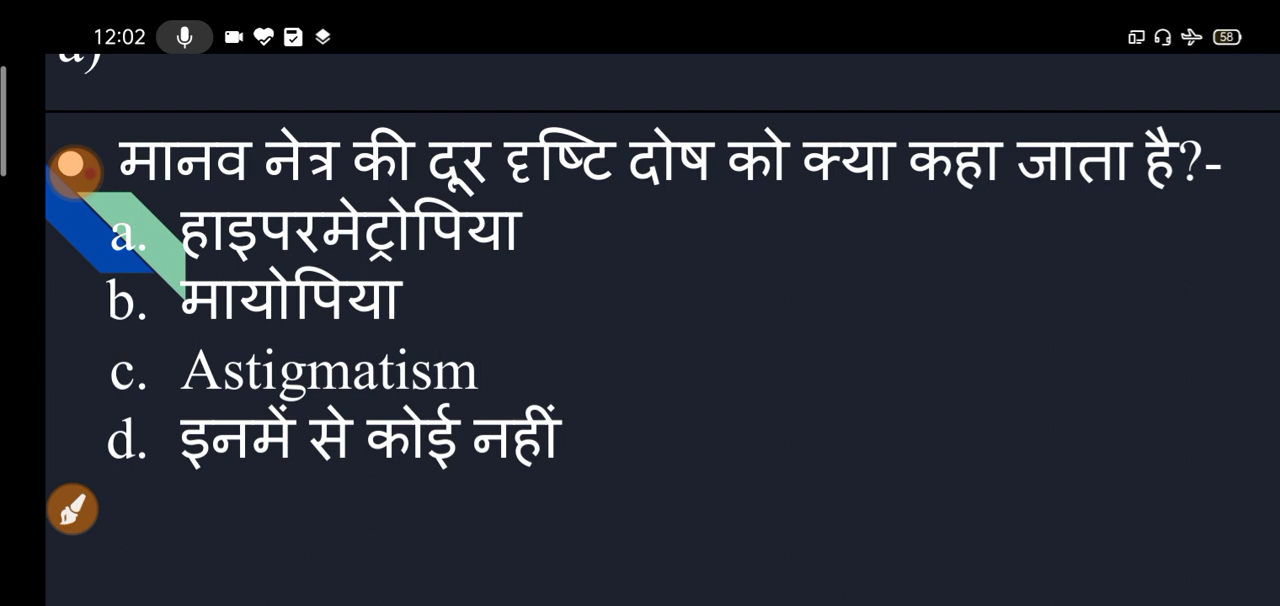 12:02
58
मानव नेत्र की दूर दृष्टि दोष को क्या कहा जाता है?-
a. हाइपरमेट्रोपिया
b. मायोपिया
c. Astigmatism
d. इनमें से कोई नहीं